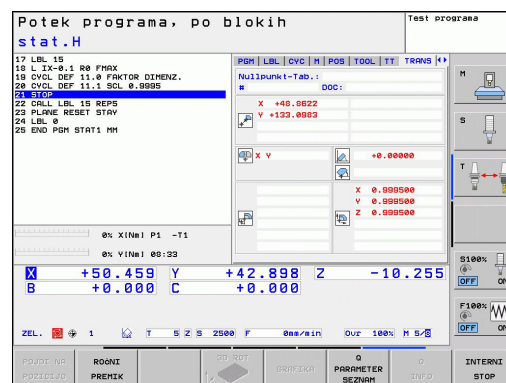 Potek programa, po blokih
stat.H
Test programa
17 LBL 15
18 L IX-0.1 R0 FMAX
19 CYCL DEF 11.0 FAKTOR DIMENZ.
20 CYCL DEF 11.1 SCL 0.9995
21 STOP
22 CALL LBL 15 REP5
23 PLANE RESET STAY
24 LBL 0
25 END PGM STAT1 MM
PGM LBL CYC M POS TOOL TT TRANS
Nullpunkt-Tab.:
# DOC:
X +48.8622
Y +133.0983
X Y +0.00000
X 0.999500
Y 0.999500
Z 0.999500
0% X[Nm] P1 -T1
0% Y[Nm] 08:33
X +50.459 Y +42.898 Z -10.255
B +0.000 C +0.000
ZEL. 1 T 5 Z S 2500 F 0mm/min Ovr 100% M 5/8
M
S
T
S100%
OFF ON
F100%
OFF ON
POJDI NA POZICIJO
ROČNI PREMIK
3D ROT
GRAFIKA
Q PARAMETER SEZNAM
Q INFO
INTERNI STOP